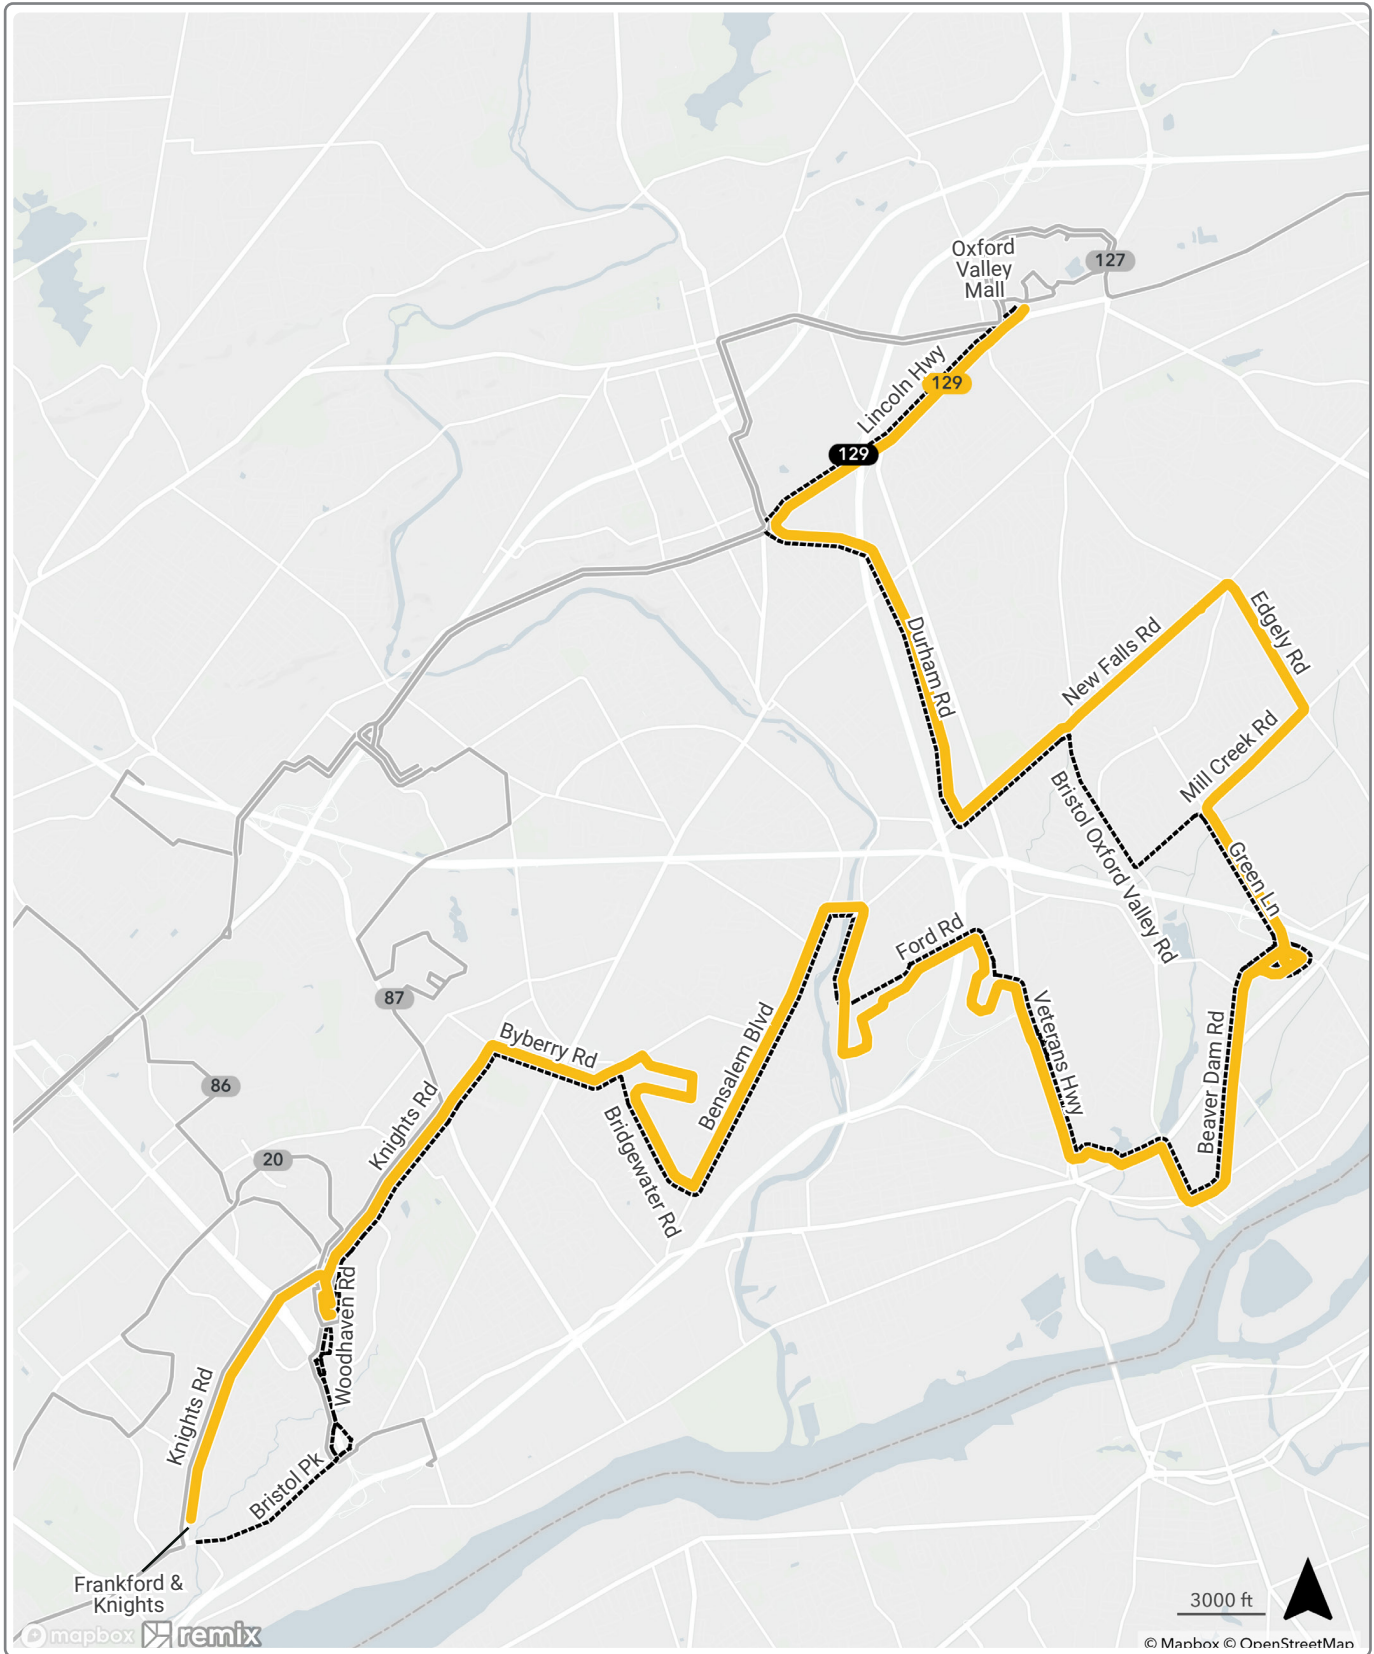 Oxford
Valley
Mall
127
Lincoln Hwy
129
129
Durham Rd
New Falls Rd
Edgely Rd
Mill Creek Rd
Bristol Oxford Valley Rd
Green Ln
Ford Rd
87
Byberry Rd
Bensalem Blvd
Veterans Hwy
Beaver Dam Rd
86
Knights Rd
Bridgewater Rd
20
Woodhaven Rd
Knights Rd
Bristol Pk
Frankford &
Knights
3000 ft
mapbox remix
© Mapbox © OpenStreetMap